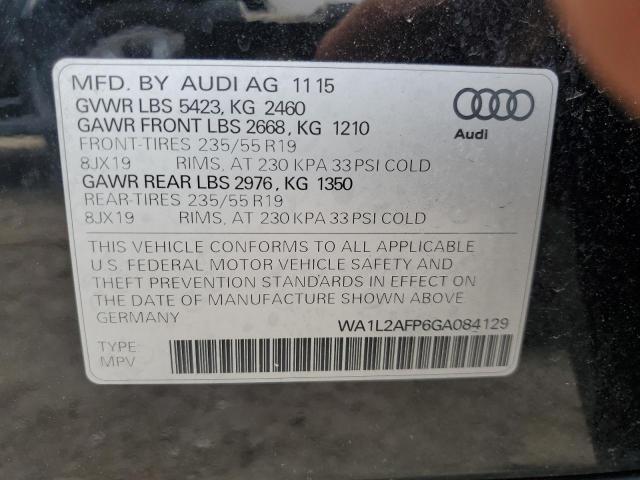 MFD. BY AUDI AG 11 15
GVWR LBS 5423, KG 2460
GAWR FRONT LBS 2668, KG 1210
FRONT-TIRES 235/55 R19
8JX19 RIMS, AT 230 KPA 33 PSI COLD
GAWR REAR LBS 2976, KG 1350
REAR-TIRES 235/55 R19
8JX19 RIMS, AT 230 KPA 33 PSI COLD
Audi
THIS VEHICLE CONFORMS TO ALL APPLICABLE
U.S. FEDERAL MOTOR VEHICLE SAFETY AND
THEFT PREVENTION STANDARDS IN EFFECT ON
THE DATE OF MANUFACTURE SHOWN ABOVE
GERMANY
WA1L2AFP6GA084129
TYPE:
MPV